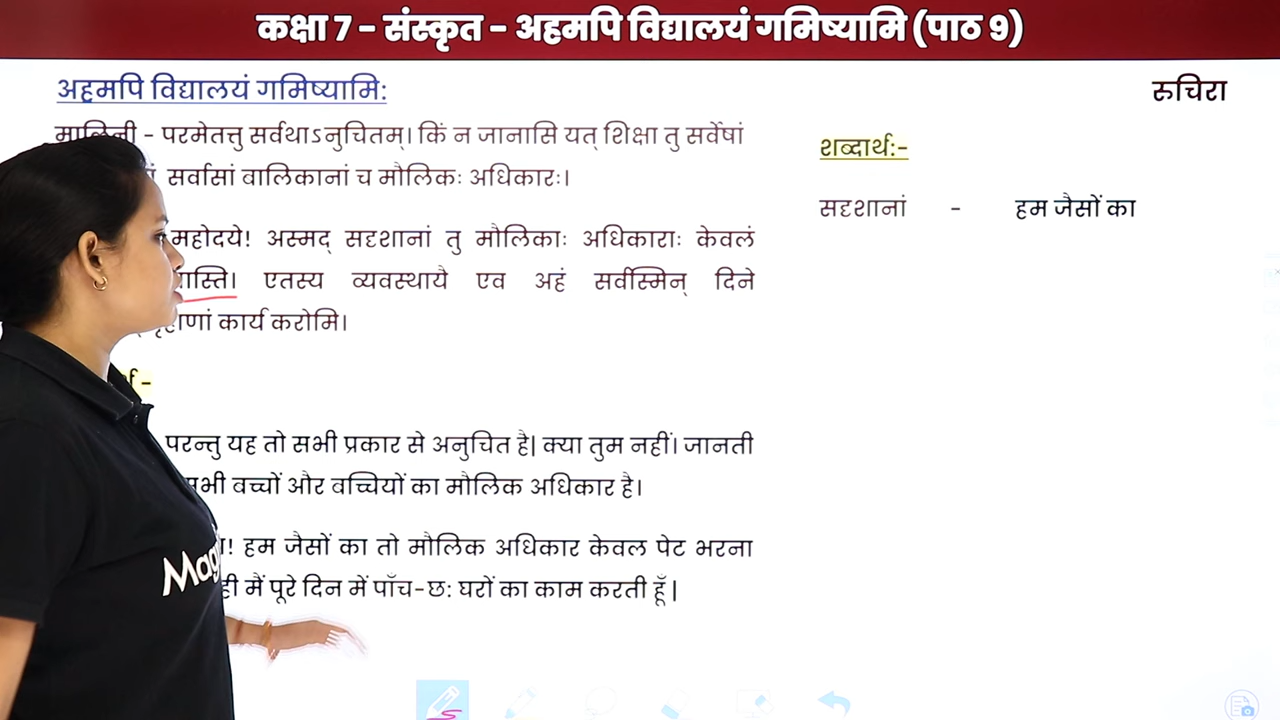 कक्षा 7 - संस्कृत - अहमपि विद्यालयं गमिष्यामि (पाठ 9)
अहमपि विद्यालयं गमिष्यामि:
रुचिरा
मालिनी - परमेतत्तु सर्वथाऽनुचितम्। किं न जानासि यत् शिक्षा तु सर्वेषां
सर्वासां बालिकानां च मौलिकः अधिकारः।
महोदये! अस्मद् सदृशानां तु मौलिकाः अधिकाराः केवलं
एतस्य व्यवस्थायै एव अहं सर्वस्मिन् दिने
कार्य करोमि।
परन्तु यह तो सभी प्रकार से अनुचित है| क्या तुम नहीं। जानती
बच्चों और बच्चियों का मौलिक अधिकार है।
हम जैसों का तो मौलिक अधिकार केवल पेट भरना
ही मैं पूरे दिन में पाँच-छः घरों का काम करती हूँ |
शब्दार्थ:-
सदृशानां - हम जैसों का